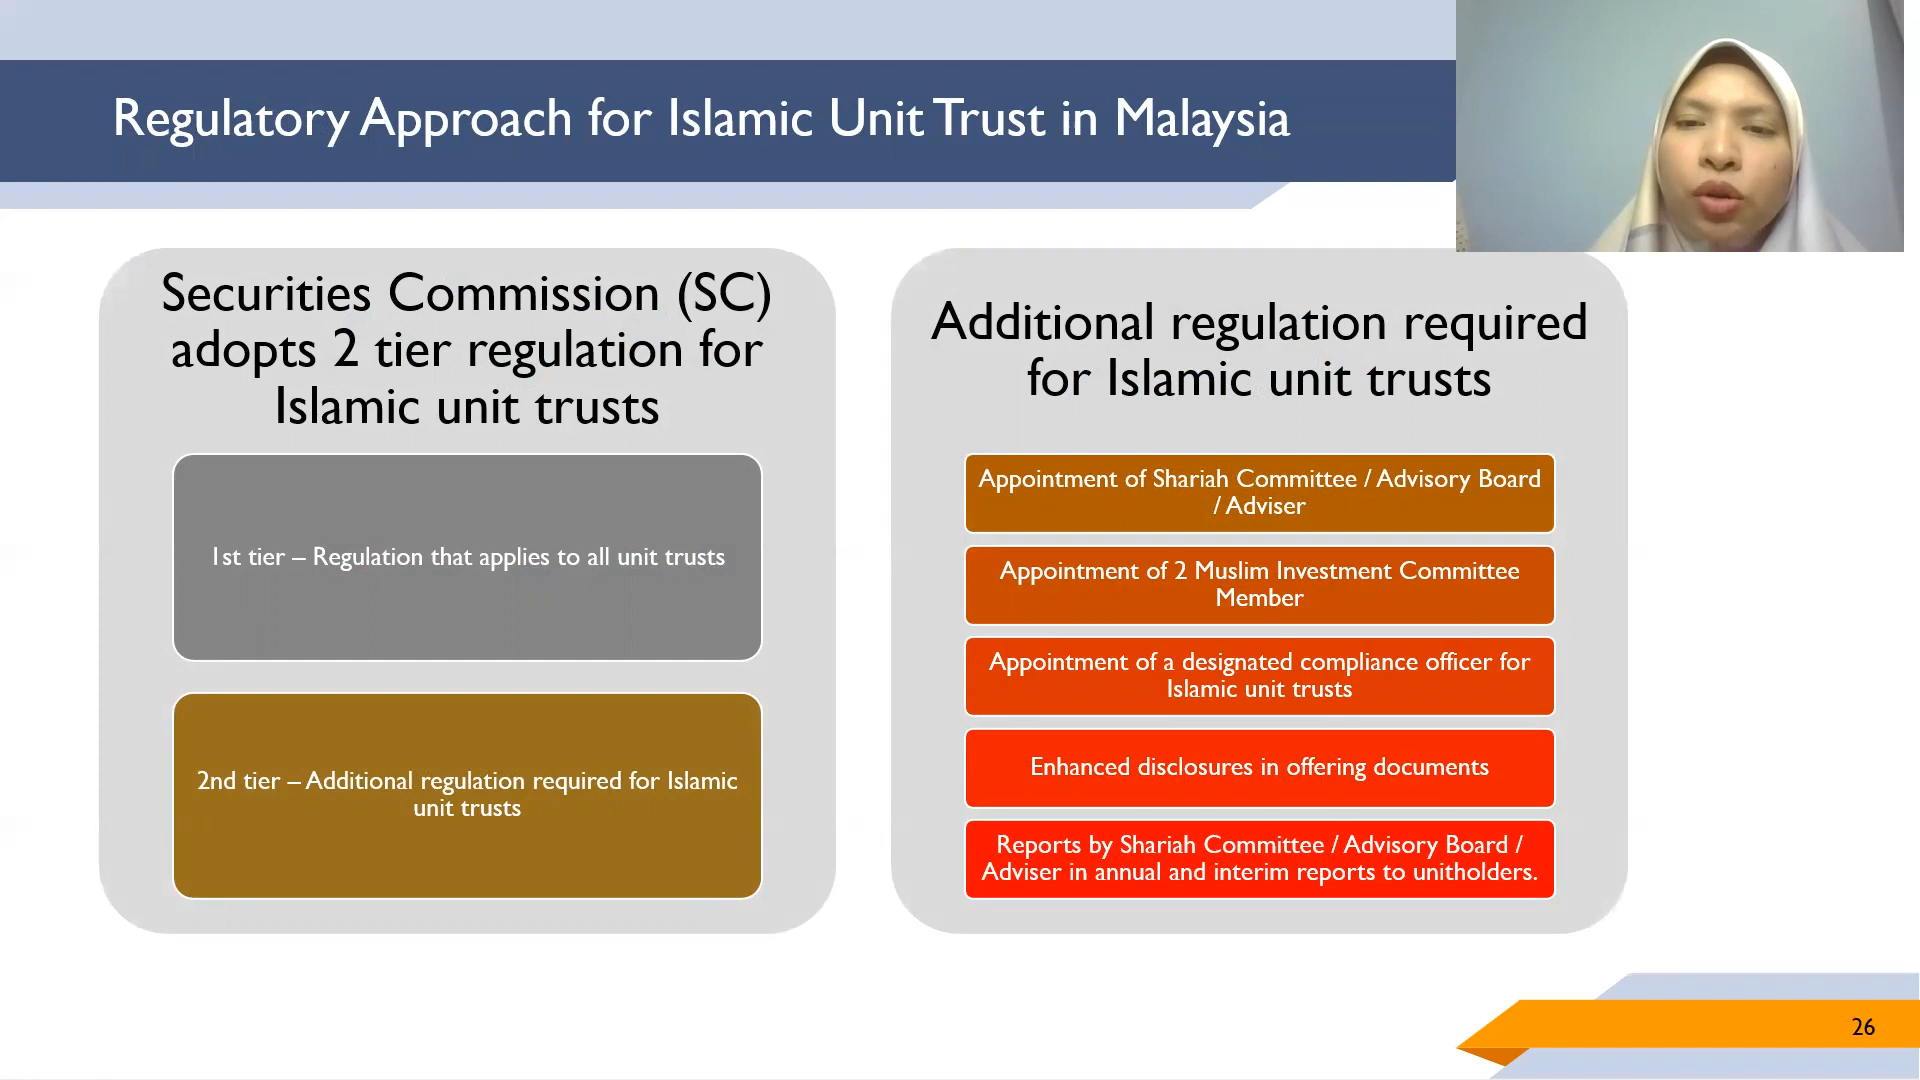 Regulatory Approach for Islamic Unit Trust in Malaysia
Securities Commission (SC)
adopts 2 tier regulation for
Islamic unit trusts
1st tier – Regulation that applies to all unit trusts
2nd tier – Additional regulation required for Islamic
unit trusts
Additional regulation required
for Islamic unit trusts
Appointment of Shariah Committee / Advisory Board
/ Adviser
Appointment of 2 Muslim Investment Committee
Member
Appointment of a designated compliance officer for
Islamic unit trusts
Enhanced disclosures in offering documents
Reports by Shariah Committee / Advisory Board /
Adviser in annual and interim reports to unitholders.
26